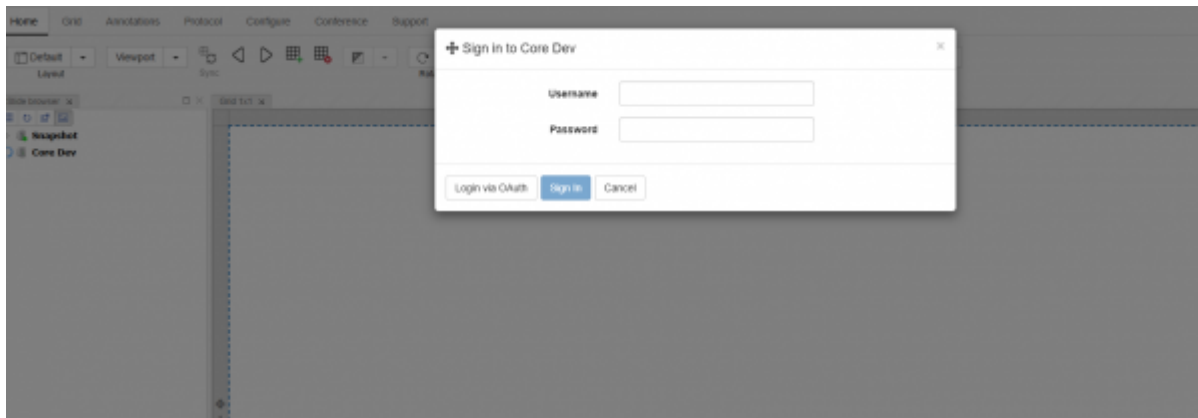 Home Grid Annotations Protocol Configure Conference Support
Default Viewport
Layout Sync
Slide browser Grid 1x1
Snapshot
Core Dev
Sign in to Core Dev
Username
Password
Login via OAuth Sign In Cancel